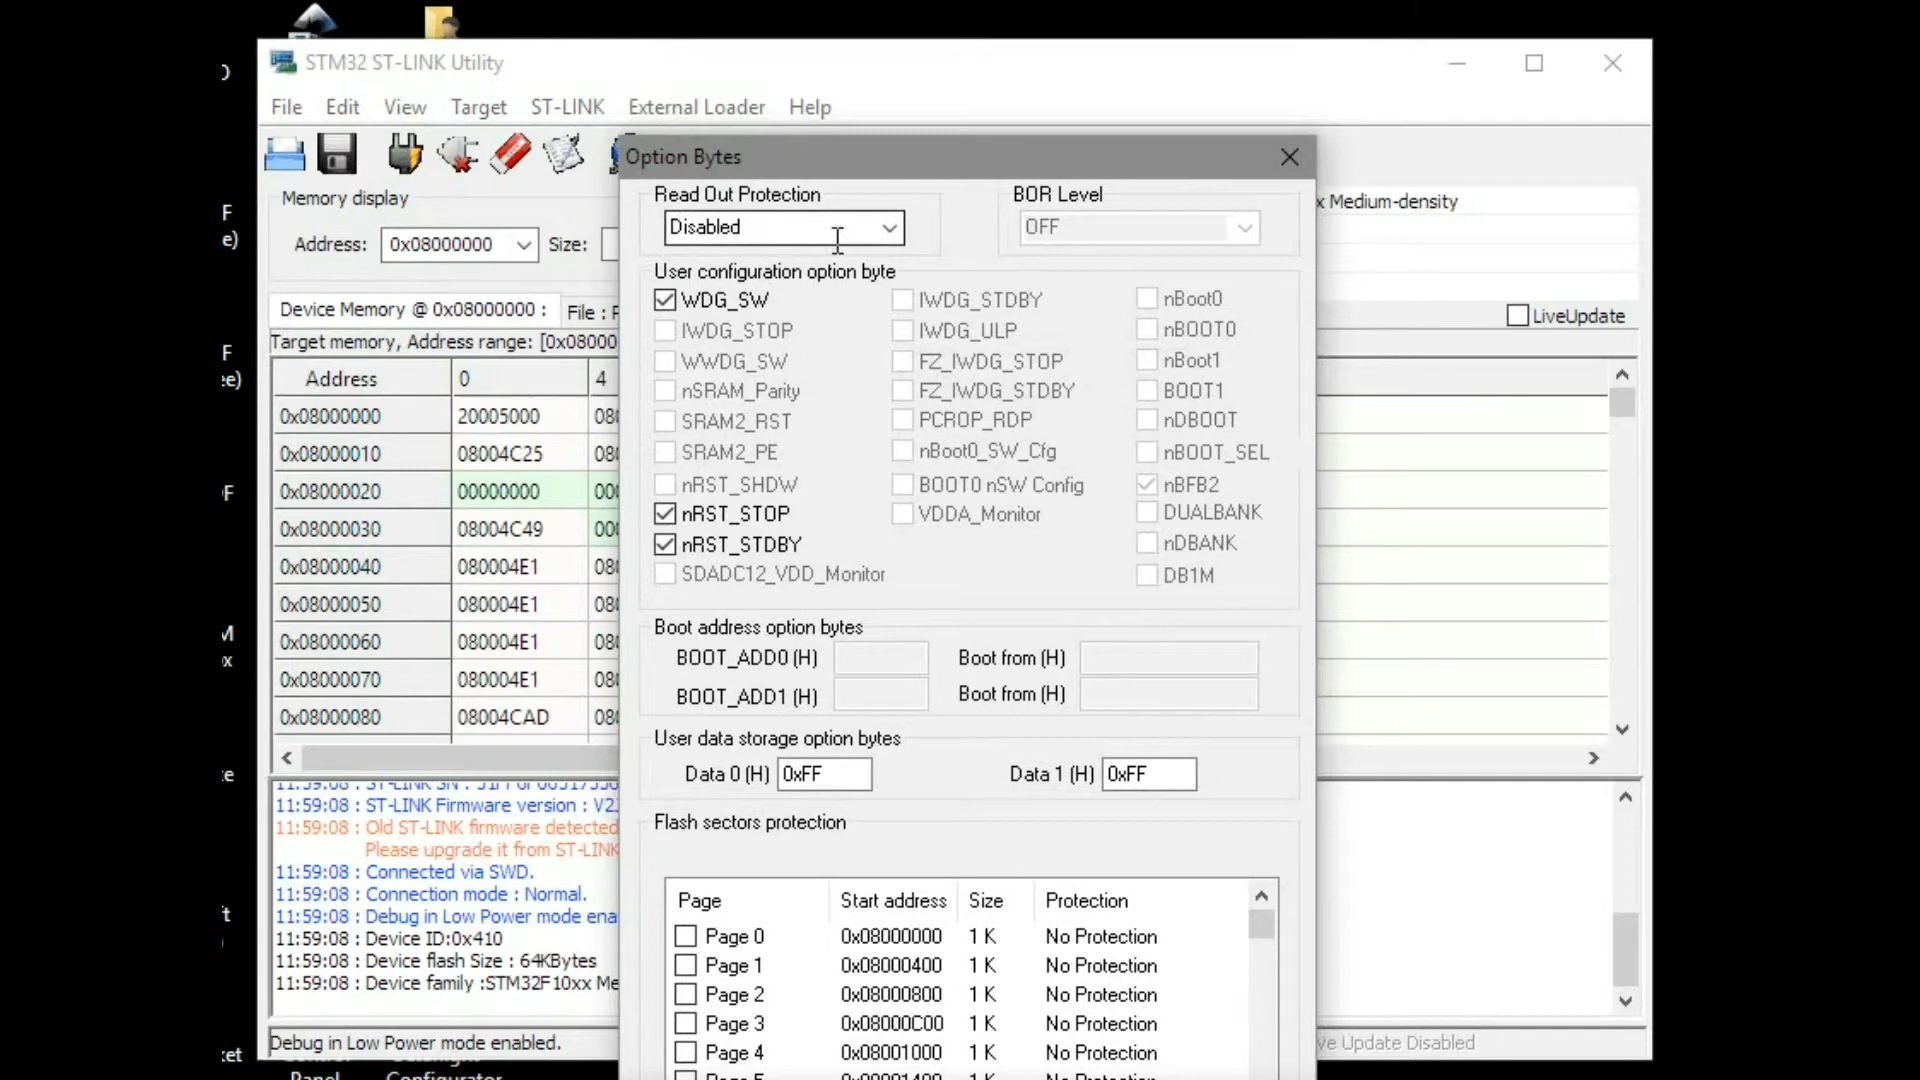 STM32 ST-LINK Utility
File Edit View Target ST-LINK External Loader Help
Memory display
Address: 0x08000000 Size:
x Medium-density
Device Memory @ 0x08000000 : File : F
LiveUpdate
Target memory, Address range: [0x08000
Address 0 4
0x08000000 20005000 080
0x08000010 08004C25 080
0x08000020 00000000 000
0x08000030 08004C49 000
0x08000040 080004E1 080
0x08000050 080004E1 080
0x08000060 080004E1 080
0x08000070 080004E1 080
0x08000080 08004CAD 080
11:59:08 : ST-LINK Firmware version : V2
11:59:08 : Old ST-LINK firmware detected
Please upgrade it from ST-LINK
11:59:08 : Connected via SWD.
11:59:08 : Connection mode : Normal.
11:59:08 : Debug in Low Power mode ena
11:59:08 : Device ID:0x410
11:59:08 : Device flash Size : 64KBytes
11:59:08 : Device family :STM32F10xx Me
Debug in Low Power mode enabled.
ve Update Disabled
Option Bytes
Read Out Protection
Disabled
BOR Level
OFF
User configuration option byte
WDG_SW IWDG_STDBY nBoot0
IWDG_STOP IWDG_ULP nBOOT0
WWDG_SW FZ_IWDG_STOP nBoot1
nSRAM_Parity FZ_IWDG_STDBY BOOT1
SRAM2_RST PCROP_RDP nDBOOT
SRAM2_PE nBoot0_SW_Cfg nBOOT_SEL
nRST_SHDW BOOT0 nSW Config nBFB2
nRST_STOP VDDA_Monitor DUALBANK
nRST_STDBY nDBANK
SDADC12_VDD_Monitor DB1M
Boot address option bytes
BOOT_ADD0 (H) Boot from (H)
BOOT_ADD1 (H) Boot from (H)
User data storage option bytes
Data 0 (H) 0xFF Data 1 (H) 0xFF
Flash sectors protection
Page Start address Size Protection
Page 0 0x08000000 1 K No Protection
Page 1 0x08000400 1 K No Protection
Page 2 0x08000800 1 K No Protection
Page 3 0x08000C00 1 K No Protection
Page 4 0x08001000 1 K No Protection